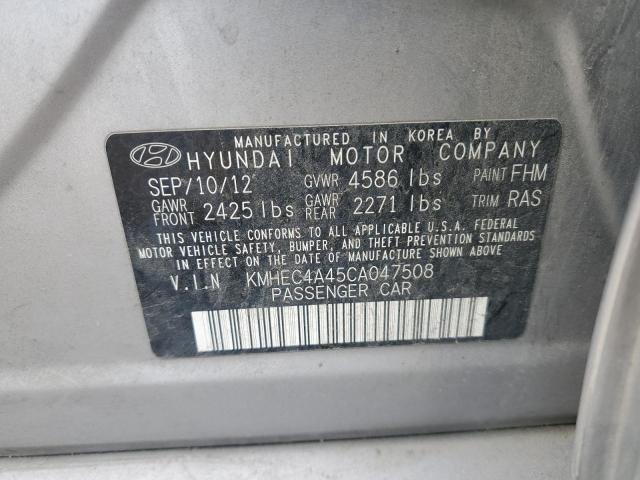 MANUFACTURED IN KOREA BY
HYUNDAI MOTOR COMPANY
SEP/10/12 GVWR 4586 lbs PAINT FHM
GAWR FRONT 2425 lbs GAWR REAR 2271 lbs TRIM RAS
THIS VEHICLE CONFORMS TO ALL APPLICABLE U.S.A. FEDERAL
MOTOR VEHICLE SAFETY, BUMPER, AND THEFT PREVENTION STANDARDS
IN EFFECT ON THE DATE OF MANUFACTURE SHOWN ABOVE
V.I.N KMHEC4A45CA047508
PASSENGER CAR